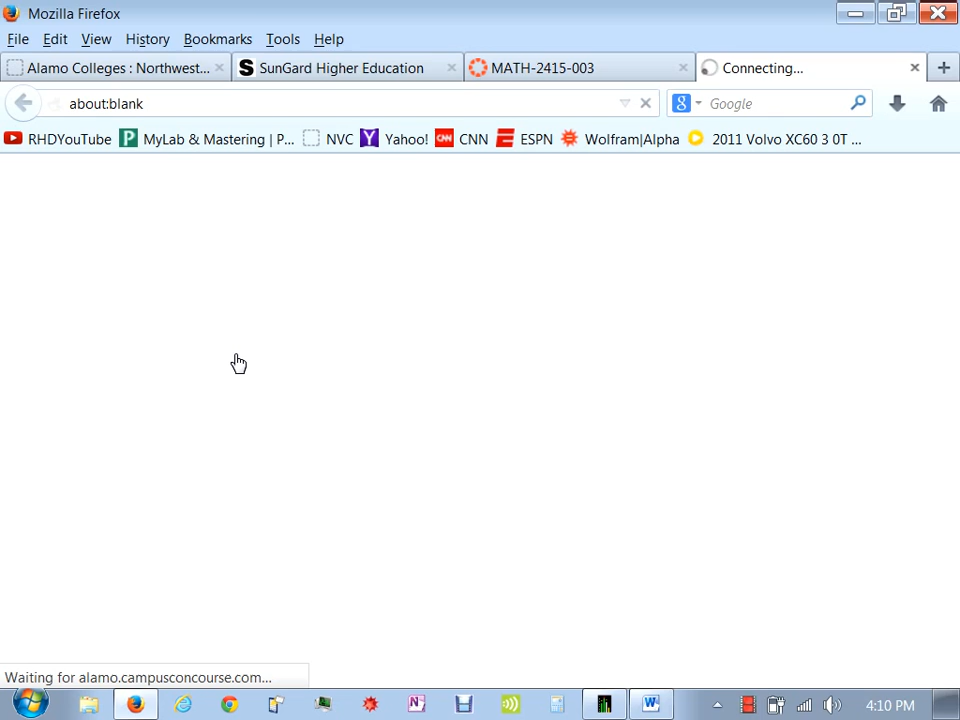 Mozilla Firefox
File Edit View History Bookmarks Tools Help
Alamo Colleges : Northwest... SunGard Higher Education MATH-2415-003 Connecting...
about:blank Google
RHDYouTube MyLab & Mastering | P... NVC Yahoo! CNN ESPN Wolfram|Alpha 2011 Volvo XC60 3 0T ...
Waiting for alamo.campusconcourse.com...
4:10 PM